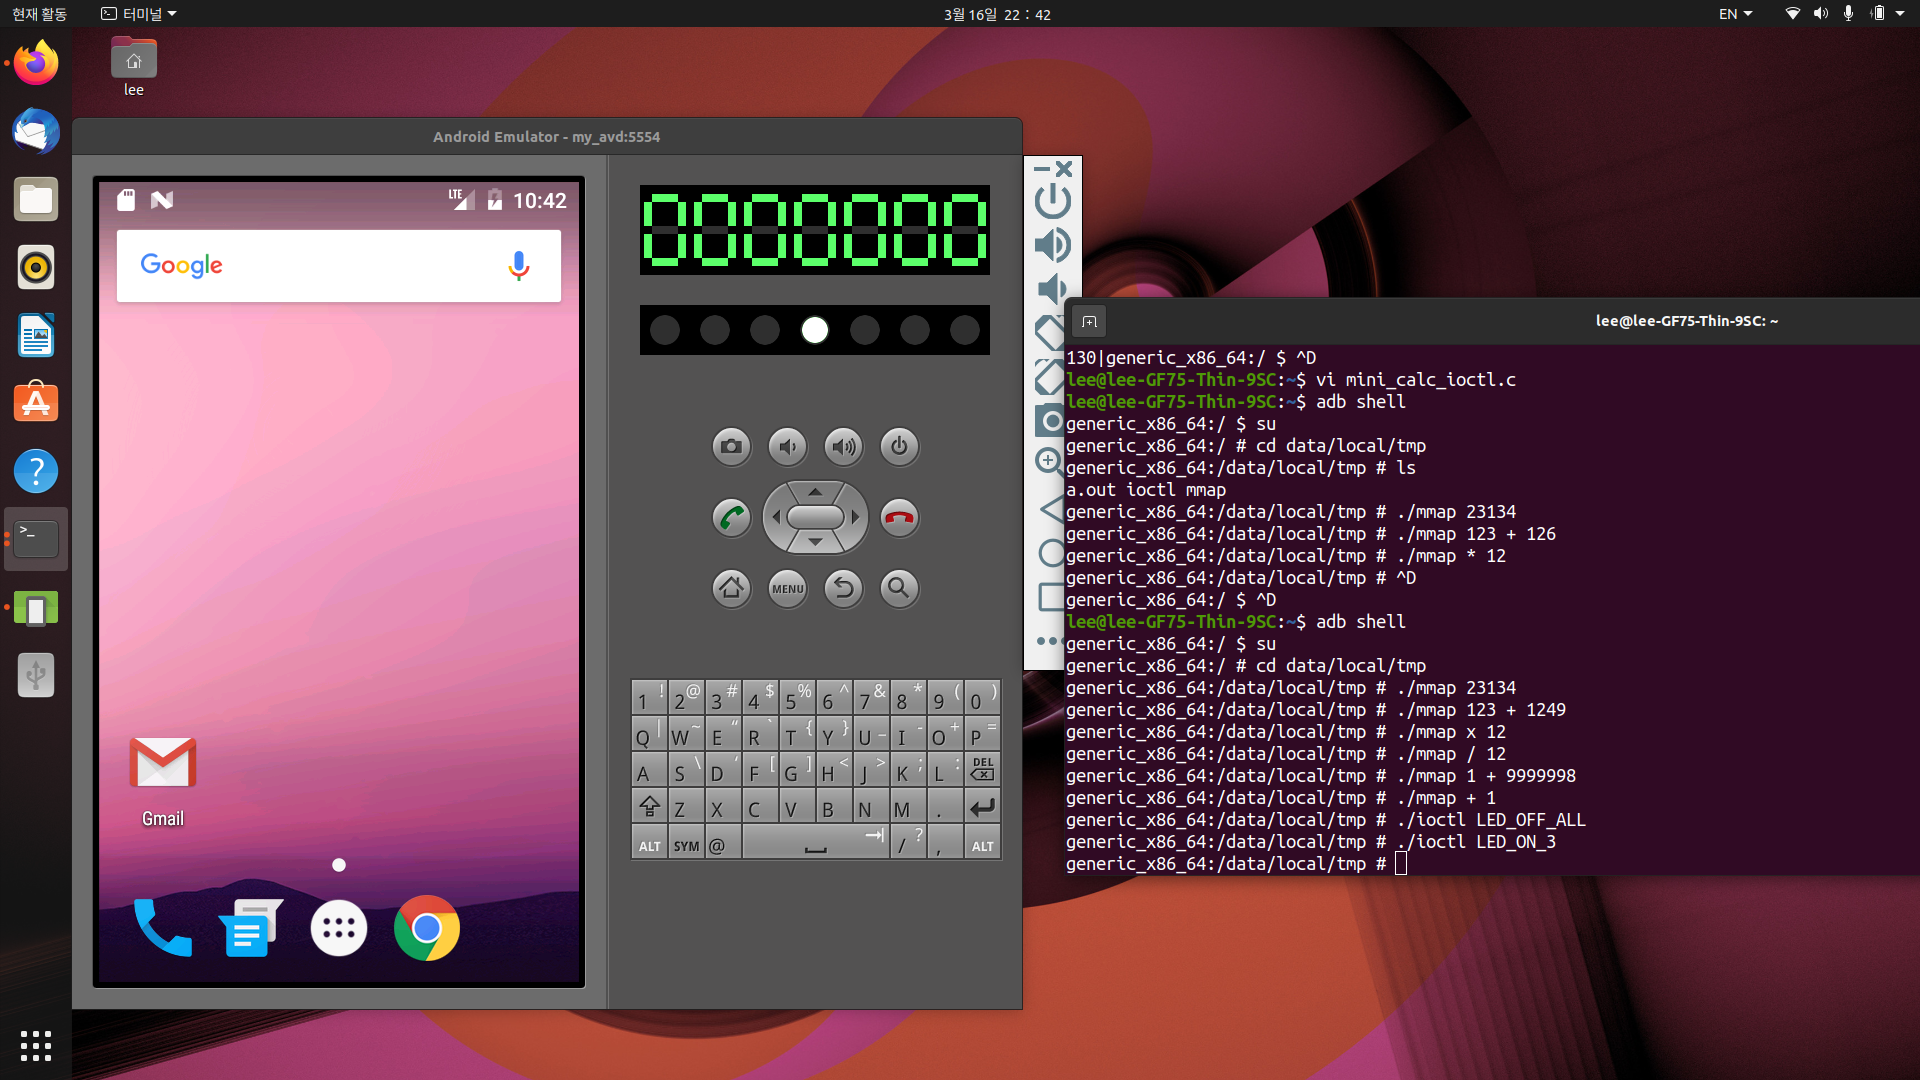 현재 활동
터미널
3월 16일 22 : 42
EN
lee
Android Emulator - my_avd:5554
LTE
10:42
Google
Gmail
0000000
MENU
1 !
2 @
3 #
4 $
5 %
6 ^
7 &
8 *
9 (
0 )
Q |
W ~
E “
R `
T {
Y }
U _
I -
O +
P =
A
S \
D ‘
F [
G ]
H <
J >
K ;
L :
DEL
Z
X
C
V
B
N
M
.
ALT
SYM
@
/ ?
,
ALT
lee@lee-GF75-Thin-9SC: ~
130|generic_x86_64:/ $ ^D
lee@lee-GF75-Thin-9SC:~$ vi mini_calc_ioctl.c
lee@lee-GF75-Thin-9SC:~$ adb shell
generic_x86_64:/ $ su
generic_x86_64:/ # cd data/local/tmp
generic_x86_64:/data/local/tmp # ls
a.out ioctl mmap
generic_x86_64:/data/local/tmp # ./mmap 23134
generic_x86_64:/data/local/tmp # ./mmap 123 + 126
generic_x86_64:/data/local/tmp # ./mmap * 12
generic_x86_64:/data/local/tmp # ^D
generic_x86_64:/ $ ^D
lee@lee-GF75-Thin-9SC:~$ adb shell
generic_x86_64:/ $ su
generic_x86_64:/ # cd data/local/tmp
generic_x86_64:/data/local/tmp # ./mmap 23134
generic_x86_64:/data/local/tmp # ./mmap 123 + 1249
generic_x86_64:/data/local/tmp # ./mmap x 12
generic_x86_64:/data/local/tmp # ./mmap / 12
generic_x86_64:/data/local/tmp # ./mmap 1 + 9999998
generic_x86_64:/data/local/tmp # ./mmap + 1
generic_x86_64:/data/local/tmp # ./ioctl LED_OFF_ALL
generic_x86_64:/data/local/tmp # ./ioctl LED_ON_3
generic_x86_64:/data/local/tmp #